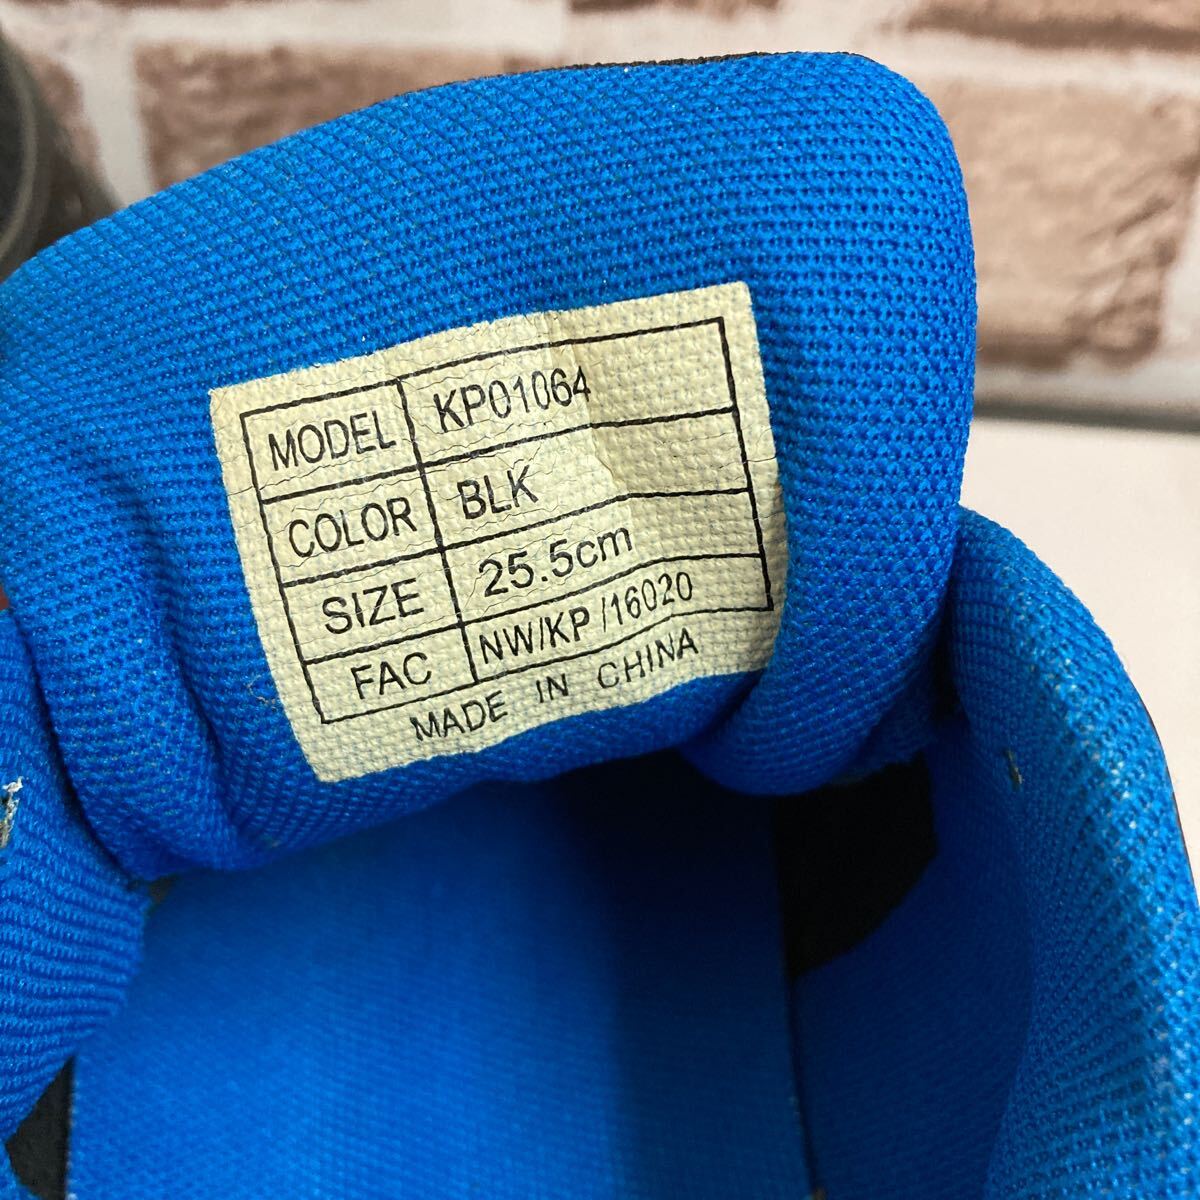 MODEL KP01064
COLOR BLK
SIZE 25.5cm
FAC NW/KP /16020
MADE IN CHINA